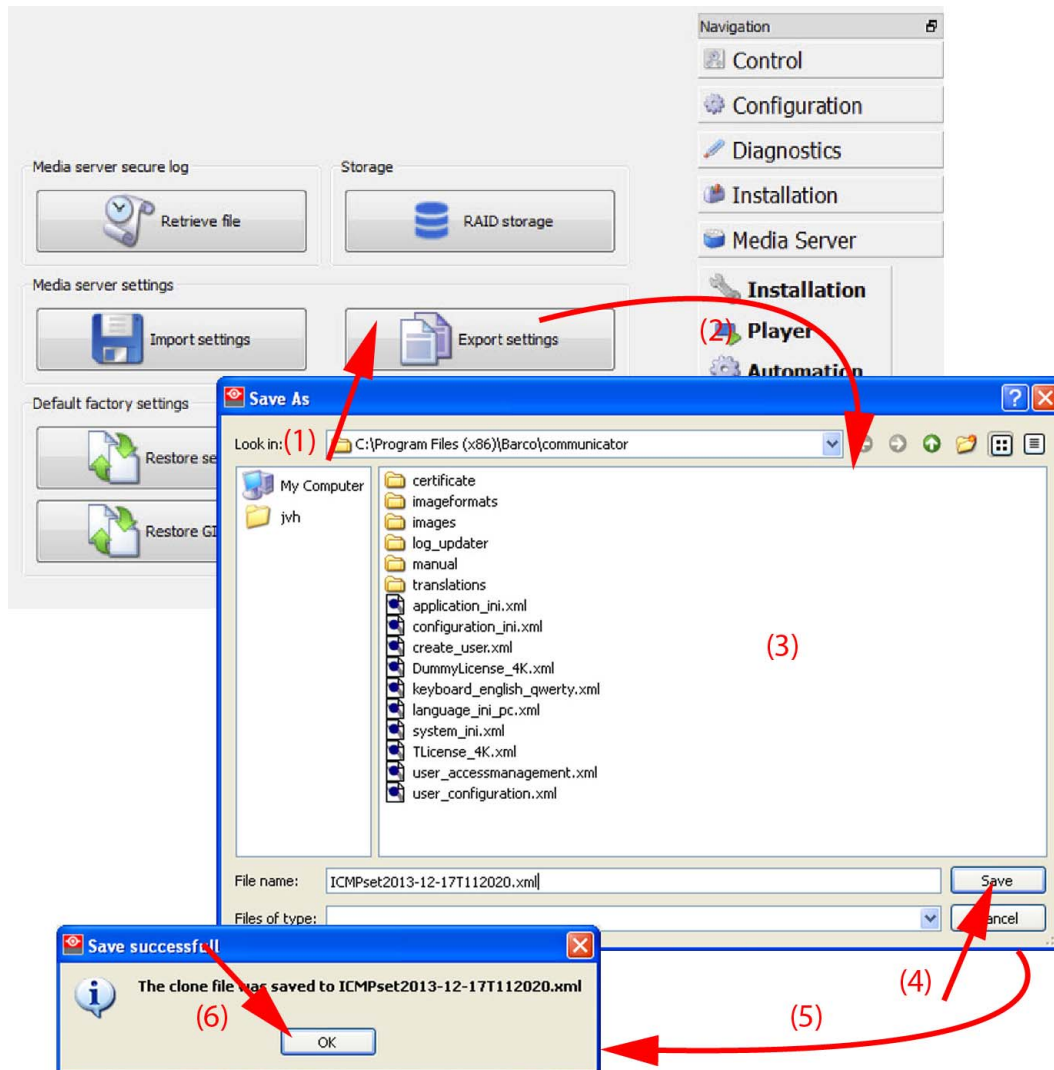 Navigation
Control
Configuration
Diagnostics
Installation
Media Server
Installation
Player
Automation
Media server secure log
Retrieve file
Storage
RAID storage
Media server settings
Import settings
Export settings
(2)
Default factory settings
Restore se
Restore GI
Save As
Look in:
(1)
C:\Program Files (x86)\Barco\communicator
My Computer
jvh
certificate
imageformats
images
log_updater
manual
translations
application_ini.xml
configuration_ini.xml
create_user.xml
DummyLicense_4K.xml
keyboard_english_qwerty.xml
language_ini_pc.xml
system_ini.xml
TLicense_4K.xml
user_accessmanagement.xml
user_configuration.xml
(3)
File name:
ICMPset2013-12-17T112020.xml
Save
Files of type:
Cancel
Save successfull
The clone file was saved to ICMPset2013-12-17T112020.xml
OK
(4)
(5)
(6)